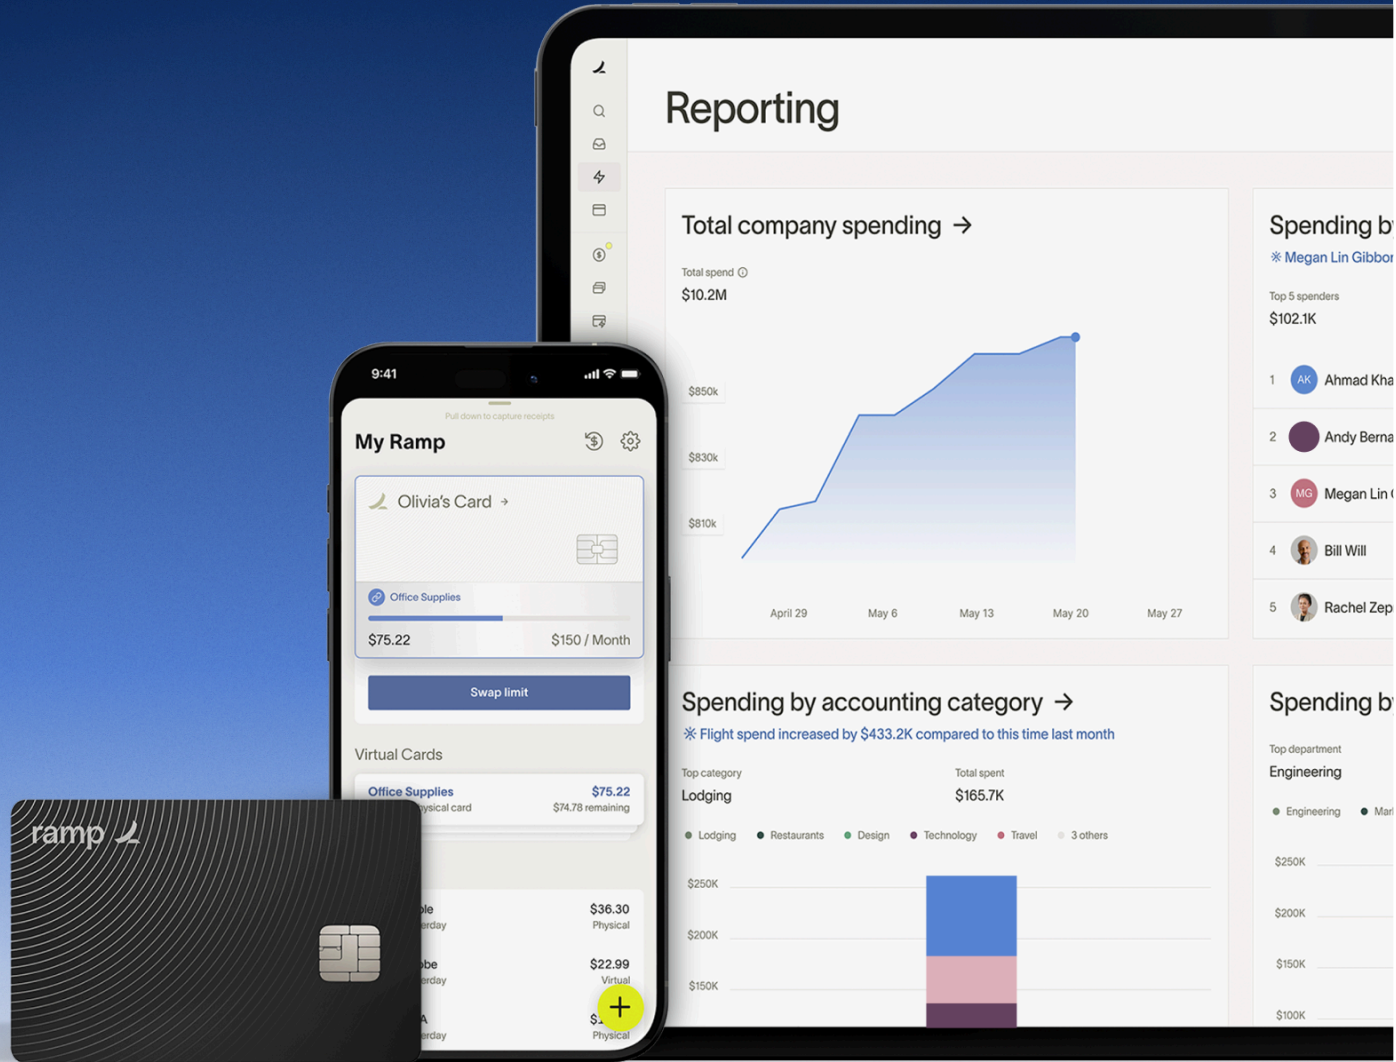 Reporting
Total company spending →
Total spend
$10.2M
$850k
$830k
$810k
April 29
May 6
May 13
May 20
May 27
Spending
Megan Lin
Top 5 spenders
$102.1K
1 AK Ahmad
2 Andy
3 MG Megan Lin
4 Bill Will
5 Rachel
Spending by accounting category →
Flight spend increased by $433.2K compared to this time last month
Top category
Lodging
Total spent
$165.7K
Lodging Restaurants Design Technology Travel 3 others
$250K
$200K
$150K
Spending
Top department
Engineering
Engineering
$250K
$200K
$150K
$100K
9:41
Pull down to capture receipts
My Ramp
Olivia's Card →
Office Supplies
$75.22
$150 / Month
Swap limit
Virtual Cards
Office Supplies
$75.22
card
$74.78 remaining
$36.30
Physical
$22.99
Virtual
Physical
ramp